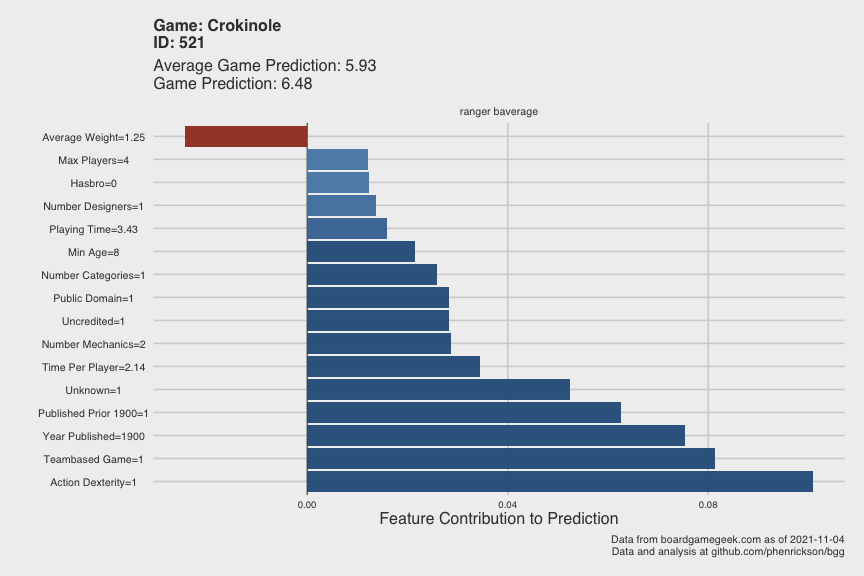 Game: Crokinole
ID: 521
Average Game Prediction: 5.93
Game Prediction: 6.48
ranger baverage
Average Weight=1.25
Max Players=4
Hasbro=0
Number Designers=1
Playing Time=3.43
Min Age=8
Number Categories=1
Public Domain=1
Uncredited=1
Number Mechanics=2
Time Per Player=2.14
Unknown=1
Published Prior 1900=1
Year Published=1900
Teambased Game=1
Action Dexterity=1
0.00 0.04 0.08
Feature Contribution to Prediction
Data from boardgamegeek.com as of 2021-11-04
Data and analysis at github.com/phenrickson/bgg